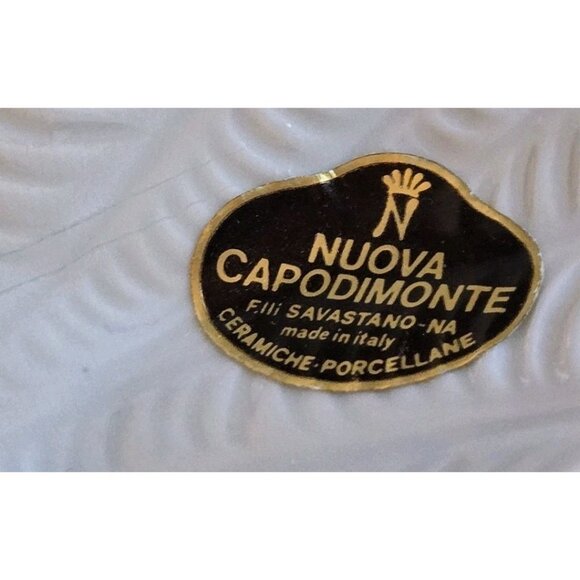 N
NUOVA
CAPODIMONTE
F.lli SAVASTANO-NA
made in italy
CERAMICHE-PORCELLANE